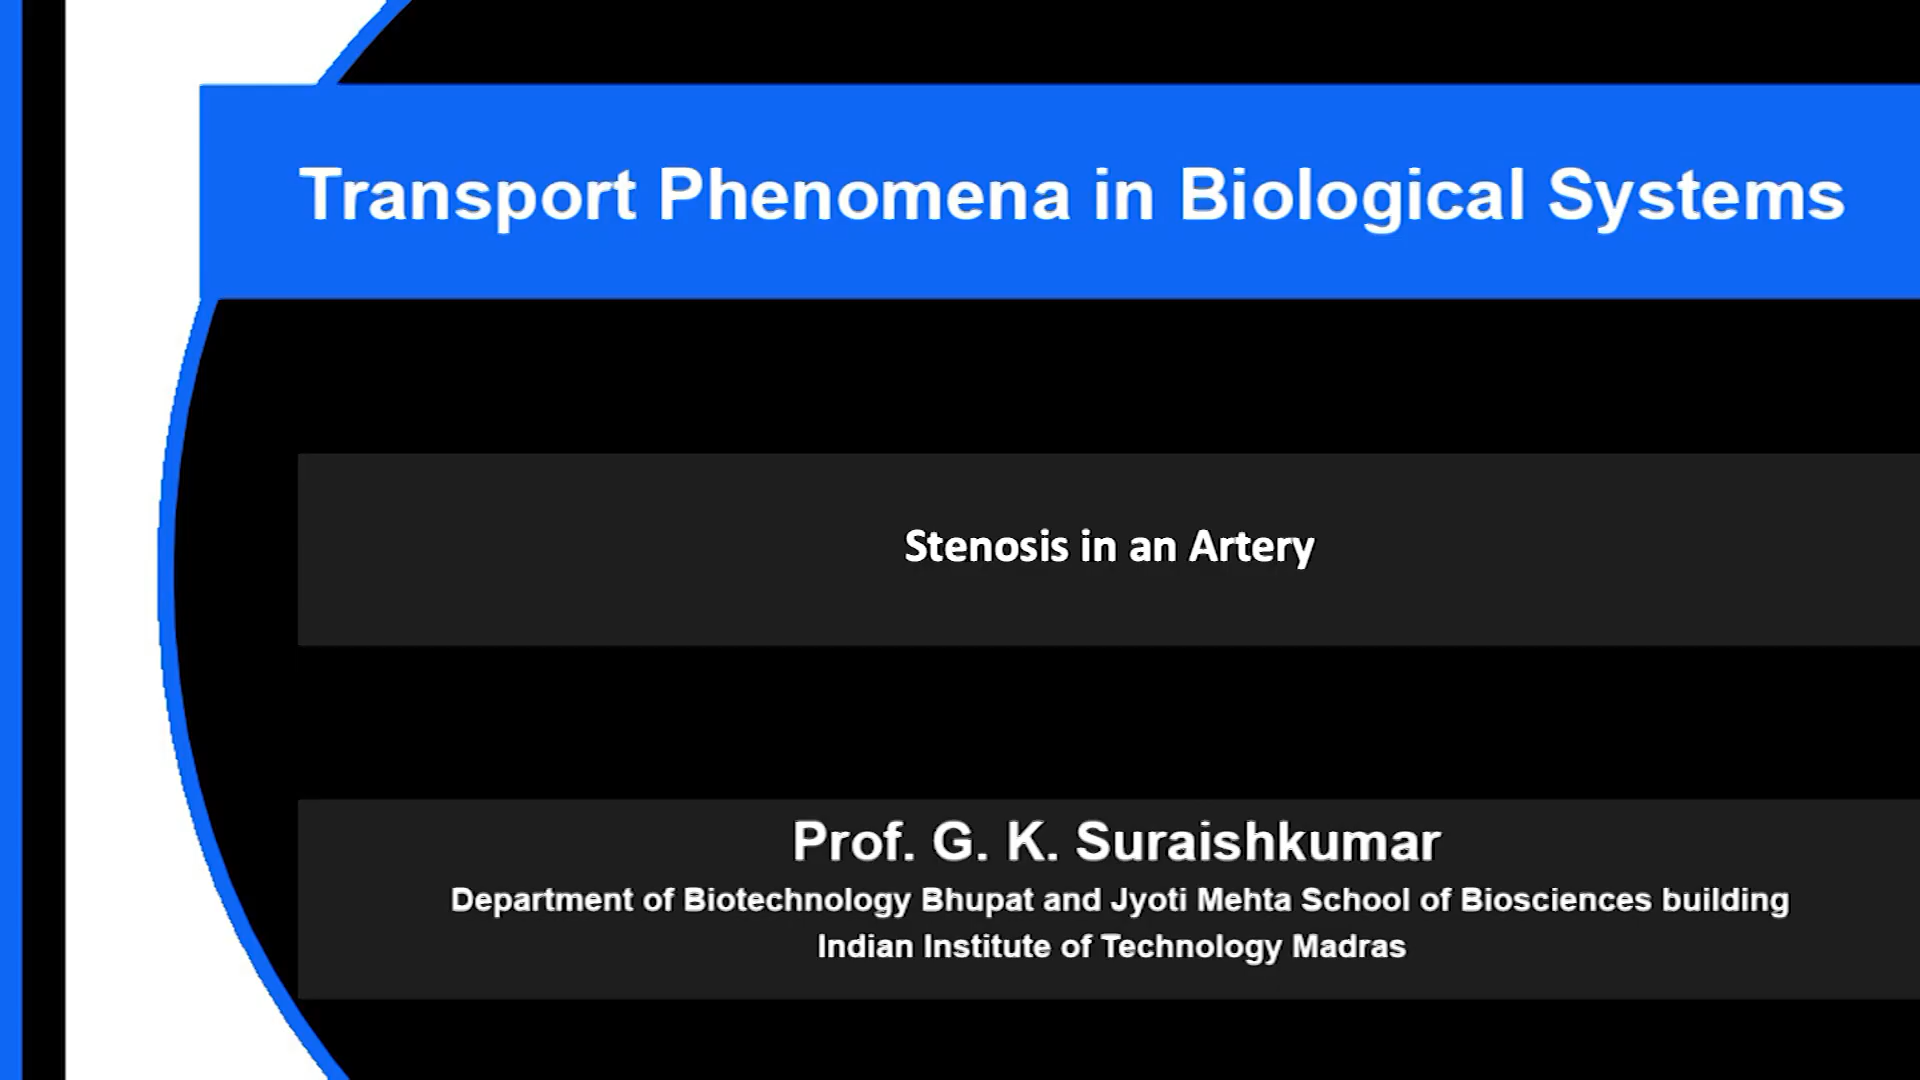 Transport Phenomena in Biological Systems
Stenosis in an Artery
Prof. G. K. Suraishkumar
Department of Biotechnology Bhupat and Jyoti Mehta School of Biosciences building
Indian Institute of Technology Madras